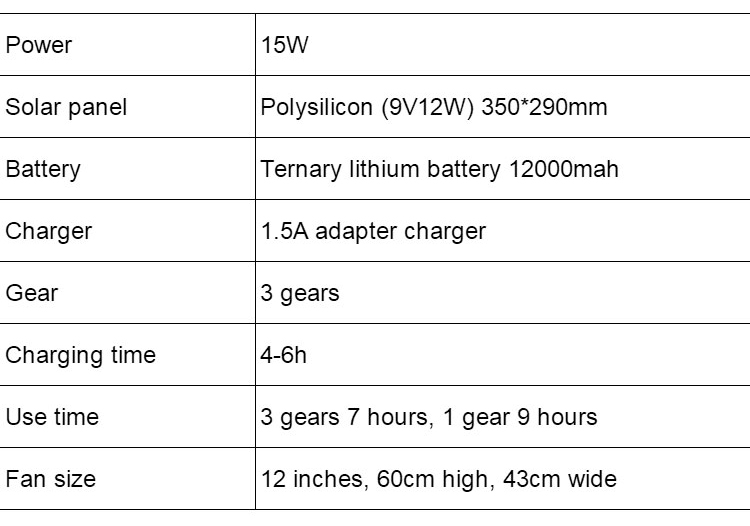 Power 15W
Solar panel Polysilicon (9V12W) 350*290mm
Battery Ternary lithium battery 12000mah
Charger 1.5A adapter charger
Gear 3 gears
Charging time 4-6h
Use time 3 gears 7 hours, 1 gear 9 hours
Fan size 12 inches, 60cm high, 43cm wide